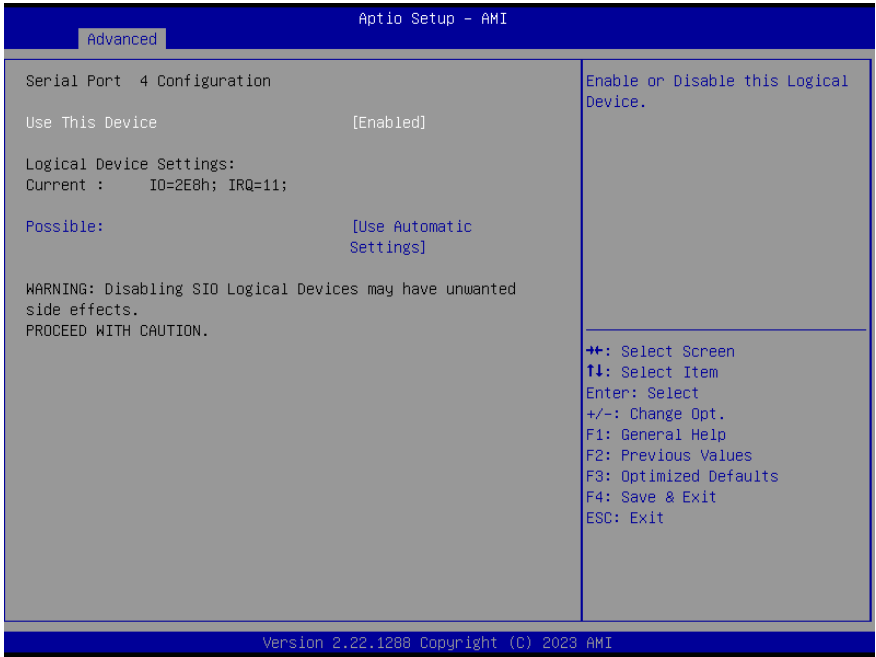 Aptio Setup – AMI
Advanced
Serial Port 4 Configuration
Use This Device [Enabled]
Logical Device Settings:
Current : IO=2E8h; IRQ=11;
Possible: [Use Automatic
Settings]
WARNING: Disabling SIO Logical Devices may have unwanted
side effects.
PROCEED WITH CAUTION.
Enable or Disable this Logical
Device.
→←: Select Screen
↑↓: Select Item
Enter: Select
+/-: Change Opt.
F1: General Help
F2: Previous Values
F3: Optimized Defaults
F4: Save & Exit
ESC: Exit
Version 2.22.1288 Copyright (C) 2023 AMI